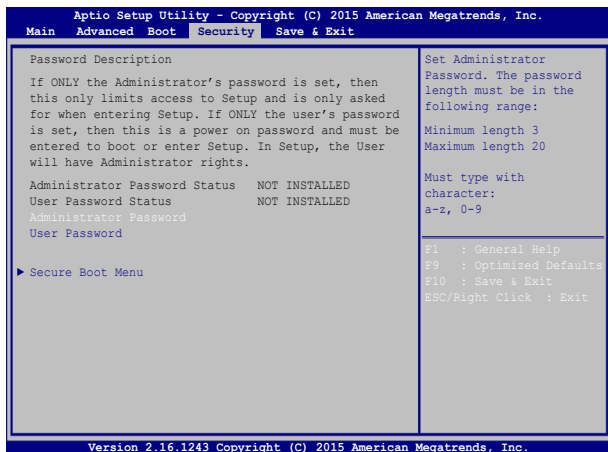 Aptio Setup Utility - Copyright (C) 2015 American Megatrends, Inc.
Main Advanced Boot Security Save & Exit
Password Description
If ONLY the Administrator's password is set, then
this only limits access to Setup and is only asked
for when entering Setup. If ONLY the user's password
is set, then this is a power on password and must be
entered to boot or enter Setup. In Setup, the User
will have Administrator rights.
Administrator Password Status NOT INSTALLED
User Password Status NOT INSTALLED
Administrator Password
User Password
Secure Boot Menu
Set Administrator
Password. The password
length must be in the
following range:
Minimum length 3
Maximum length 20
Must type with
character:
a-z, 0-9
F1 : General Help
F9 : Optimized Defaults
F10 : Save & Exit
ESC/Right Click : Exit
Version 2.16.1243 Copyright (C) 2015 American Megatrends, Inc.